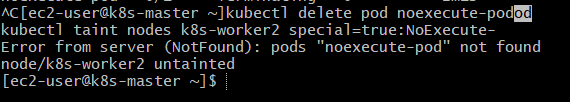 ^C[ec2-user@k8s-master ~]kubectl delete pod noexecute-podod
kubectl taint nodes k8s-worker2 special=true:NoExecute-
Error from server (NotFound): pods "noexecute-pod" not found
node/k8s-worker2 untainted
[ec2-user@k8s-master ~]$